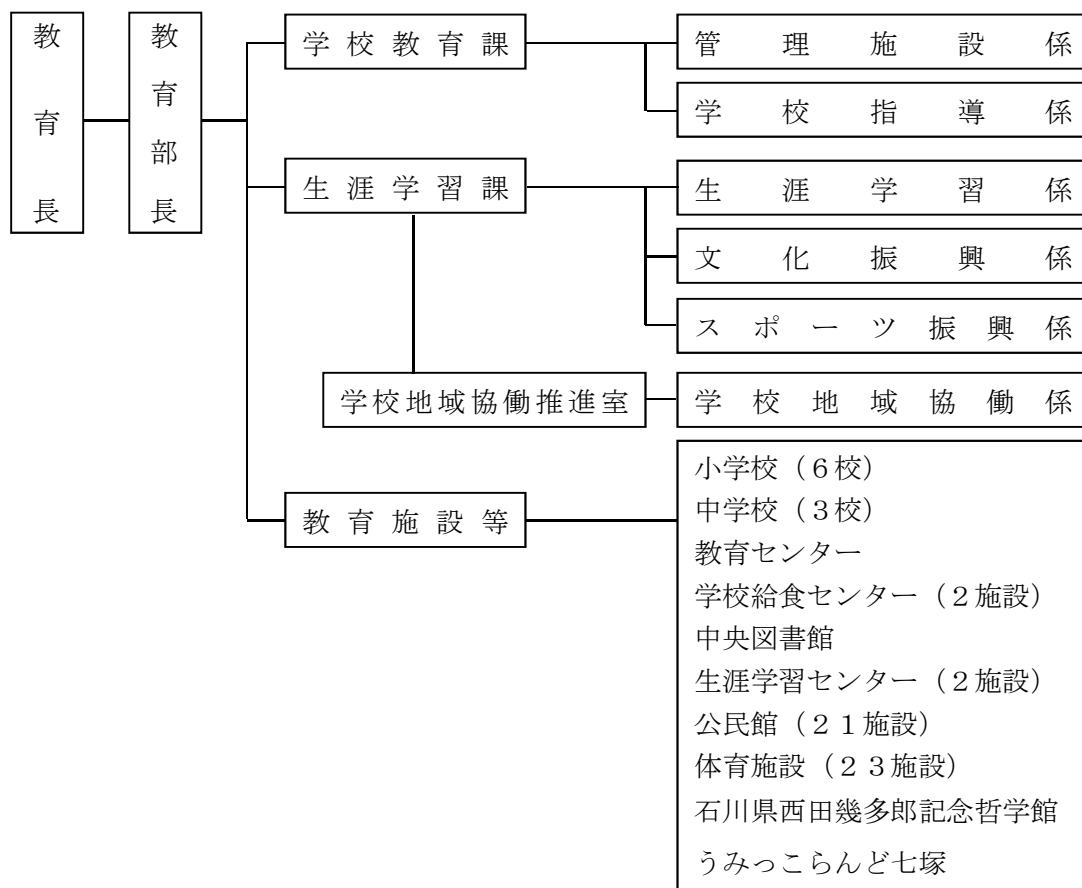 教育長
教育部長
学校教育課
管理施設係
学校指導係
生涯学習課
生涯学習係
文化振興係
スポーツ振興係
学校地域協働推進室
学校地域協働係
教育施設等
小学校（６校）
中学校（３校）
教育センター
学校給食センター（２施設）
中央図書館
生涯学習センター（２施設）
公民館（２１施設）
体育施設（２３施設）
石川県西田幾多郎記念哲学館
うみっこらんど七塚